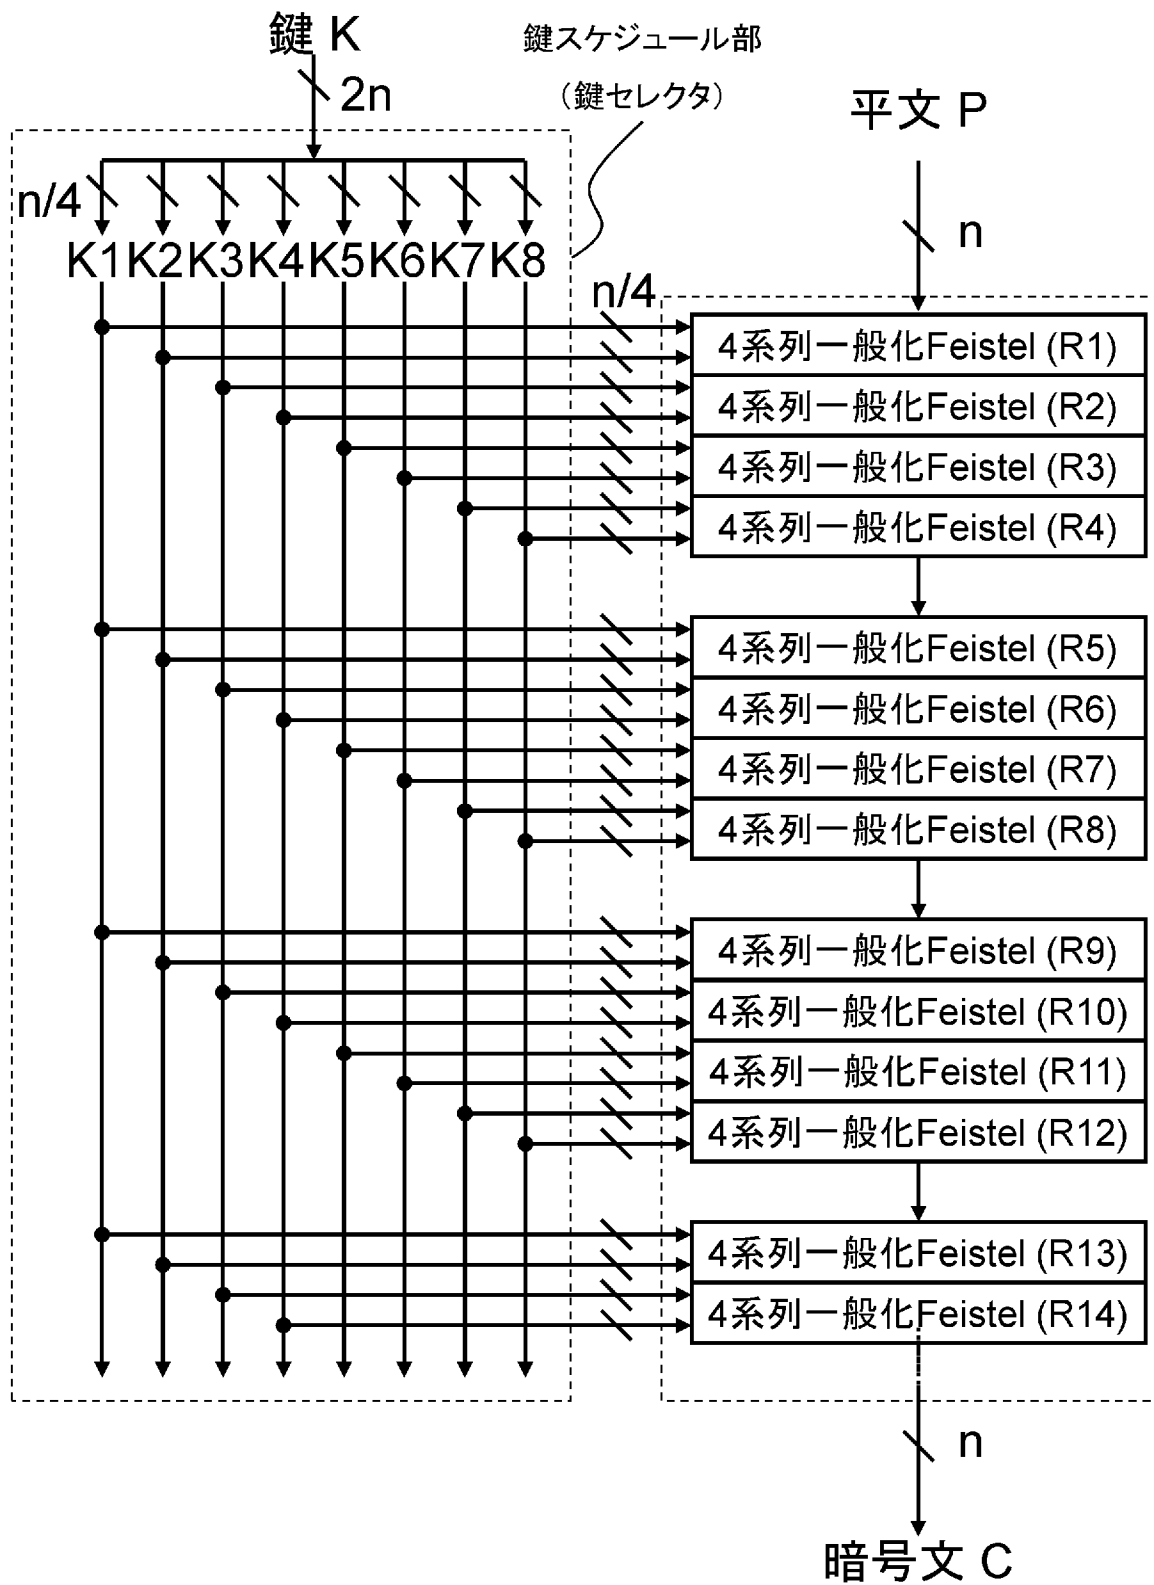 鍵 K
2n
鍵スケジュール部
(鍵セレクタ)
平文 P
n
n/4
K1 K2 K3 K4 K5 K6 K7 K8
n/4
4系列一般化Feistel (R1)
4系列一般化Feistel (R2)
4系列一般化Feistel (R3)
4系列一般化Feistel (R4)
4系列一般化Feistel (R5)
4系列一般化Feistel (R6)
4系列一般化Feistel (R7)
4系列一般化Feistel (R8)
4系列一般化Feistel (R9)
4系列一般化Feistel (R10)
4系列一般化Feistel (R11)
4系列一般化Feistel (R12)
4系列一般化Feistel (R13)
4系列一般化Feistel (R14)
n
暗号文 C